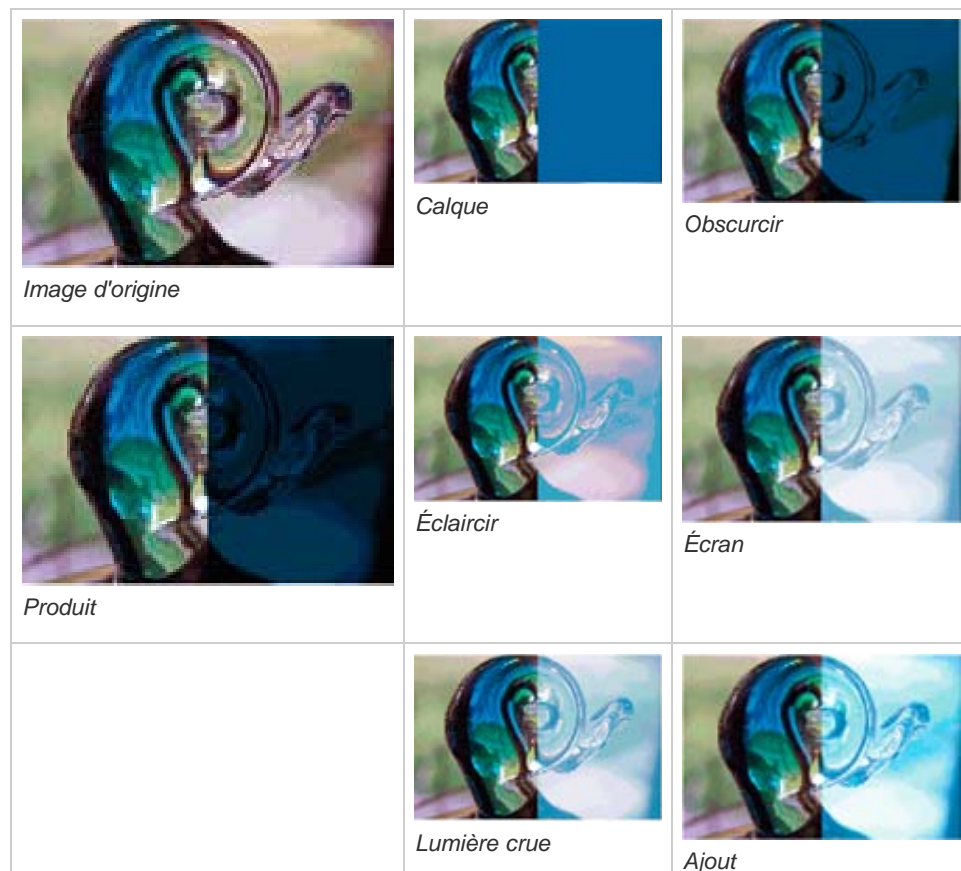 Image d'origine
Calque
Obscurcir
Produit
Éclaircir
Écran
Lumière crue
Ajout